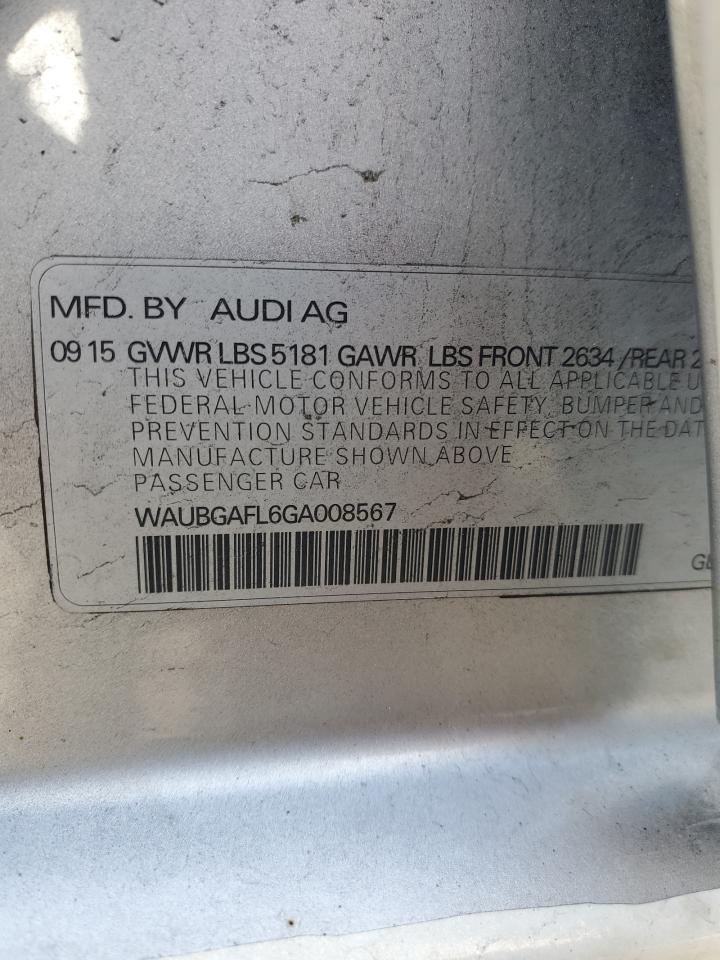 MFD. BY AUDI AG
09 15 GVWR LBS 5181 GAWR LBS FRONT 2634 /REAR 2
THIS VEHICLE CONFORMS TO ALL APPLICABLE U
FEDERAL MOTOR VEHICLE SAFETY, BUMPER AND
PREVENTION STANDARDS IN EFFECT ON THE DAT
MANUFACTURE SHOWN ABOVE
PASSENGER CAR
WAUBGAFL6GA008567